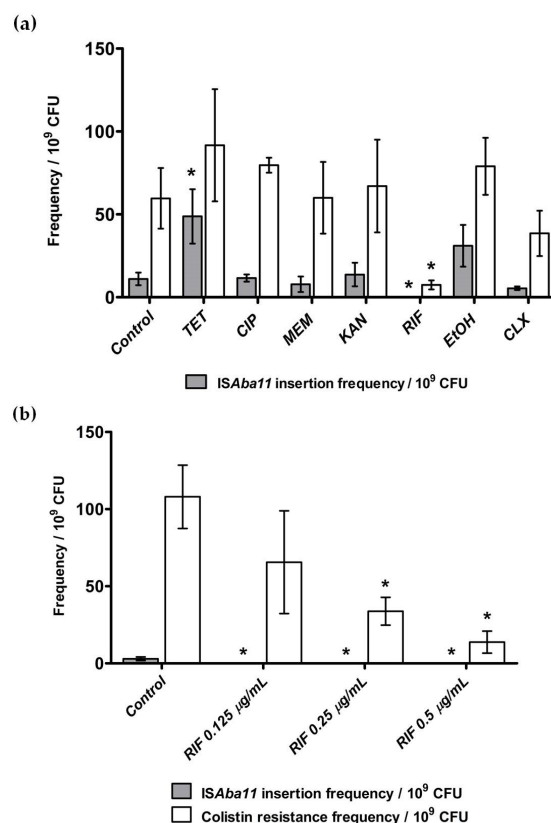 (a)
150
100
50
0
Frequency / 10⁹ CFU
*
*
*
Control
TET
CIP
MEM
KAN
RIF
EtOH
CLX
ISAba11 insertion frequency / 10⁹ CFU
(b)
150
100
50
0
Frequency / 10⁹ CFU
*
*
*
*
*
Control
RIF 0.125 µg/mL
RIF 0.25 µg/mL
RIF 0.5 µg/mL
ISAba11 insertion frequency / 10⁹ CFU
Colistin resistance frequency / 10⁹ CFU